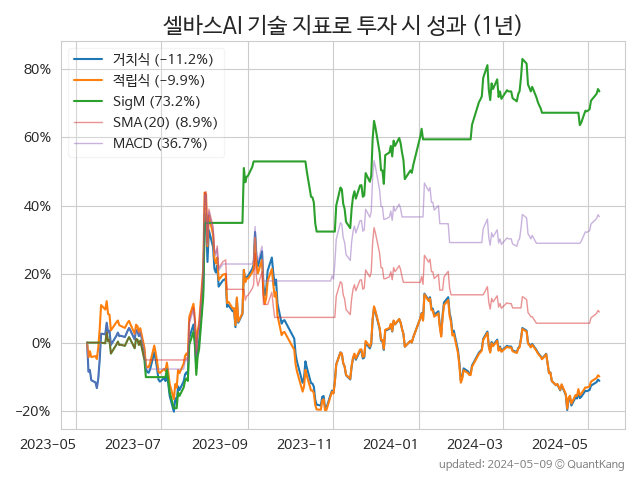 셀바스AI 기술 지표로 투자 시 성과 (1년)
거치식 (−11.2%)
적립식 (−9.9%)
SigM (73.2%)
SMA(20) (8.9%)
MACD (36.7%)
80%
60%
40%
20%
0%
−20%
2023-05 2023-07 2023-09 2023-11 2024-01 2024-03 2024-05
updated: 2024-05-09 © QuantKang